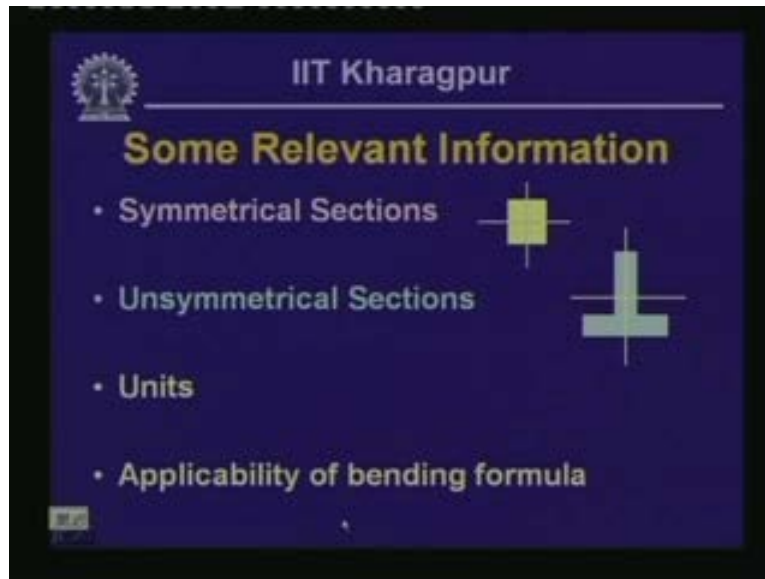 IIT Kharagpur
Some Relevant Information
• Symmetrical Sections
• Unsymmetrical Sections
• Units
• Applicability of bending formula